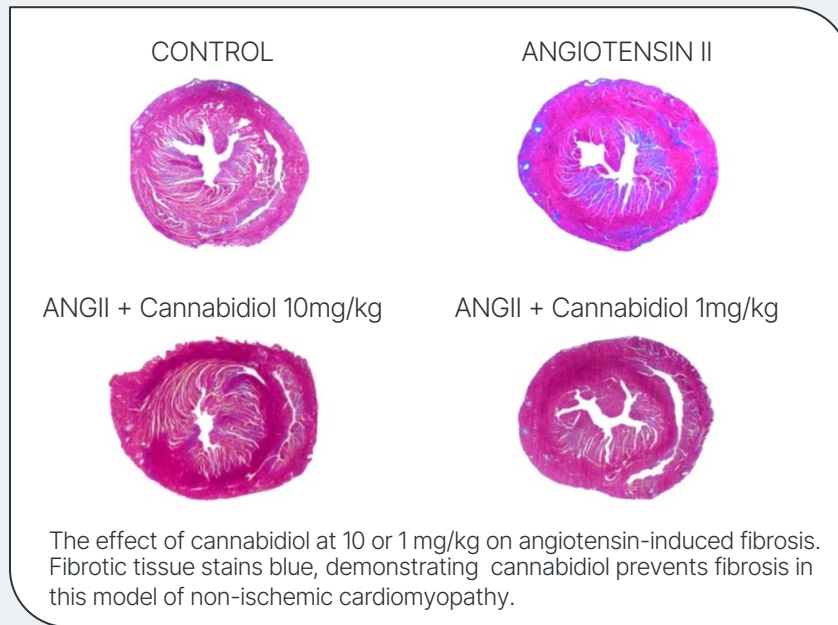 CONTROL
ANGIOTENSIN II
ANGII + Cannabidiol 10mg/kg
ANGII + Cannabidiol 1mg/kg
The effect of cannabidiol at 10 or 1 mg/kg on angiotensin-induced fibrosis.
Fibrotic tissue stains blue, demonstrating cannabidiol prevents fibrosis in
this model of non-ischemic cardiomyopathy.